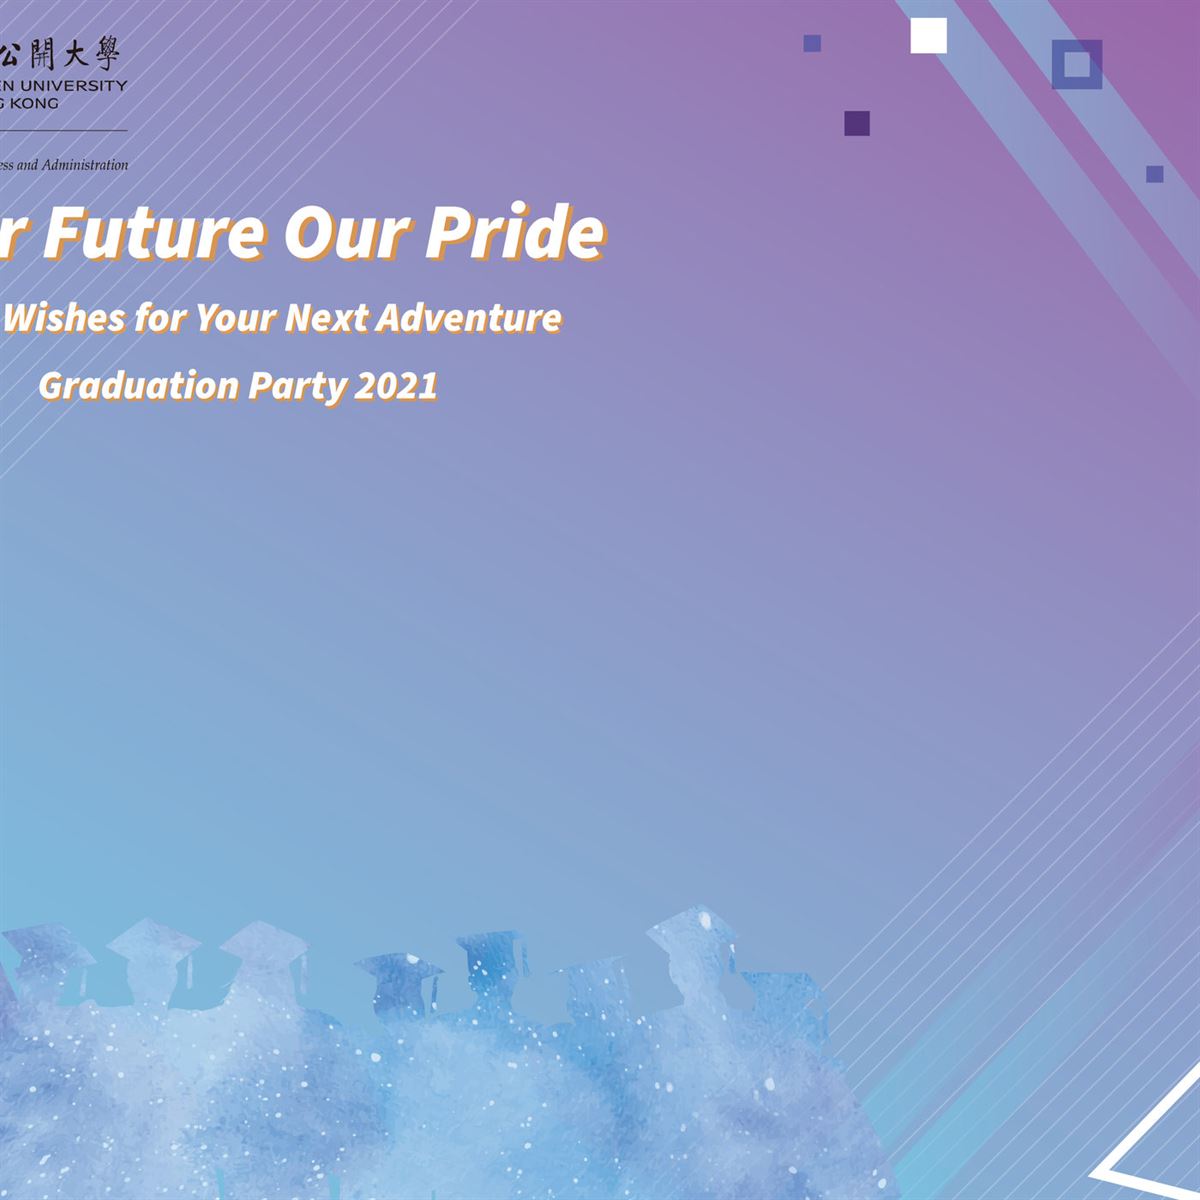 公開大學
EN UNIVERSITY
G KONG
ess and Administration
r Future Our Pride
Wishes for Your Next Adventure
Graduation Party 2021